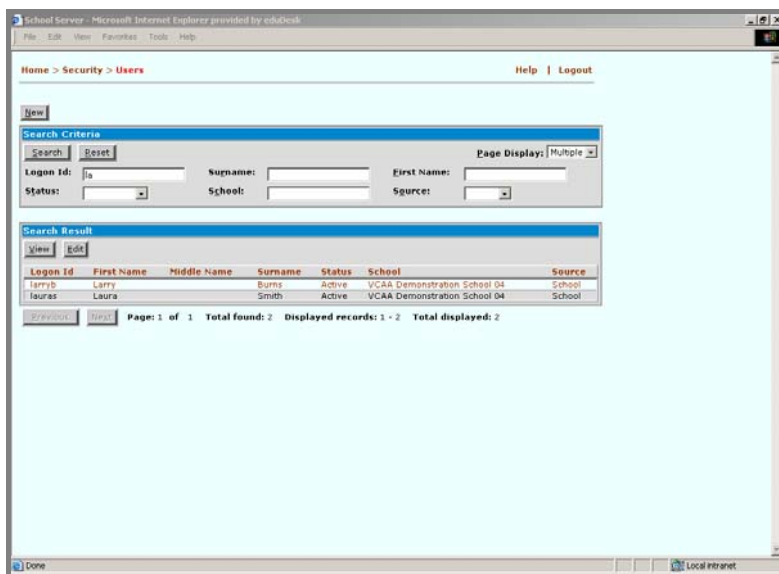 School Server - Microsoft Internet Explorer provided by eduDesk
File Edit View Favorites Tools Help
Home > Security > Users Help | Logout
New
Search Criteria
Search Reset Page Display: Multiple
Logon Id: la Surname: First Name:
Status: School: Source:
Search Result
View Edit
Logon Id First Name Middle Name Surname Status School Source
larryb Larry Burns Active VCAA Demonstration School 04 School
lauras Laura Smith Active VCAA Demonstration School 04 School
Previous Next Page: 1 of 1 Total found: 2 Displayed records: 1 - 2 Total displayed: 2
Done Local intranet